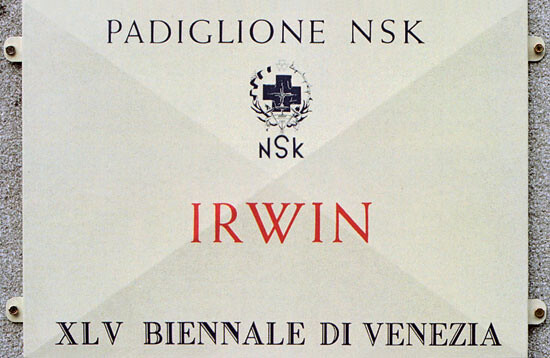 PADIGLIONE NSK
NSk
IRWIN
XLV BIENNALE DI VENEZIA